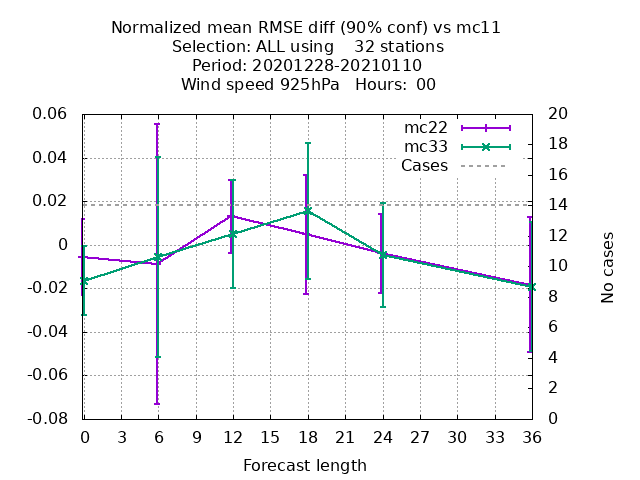 Normalized mean RMSE diff (90% conf) vs mc11
Selection: ALL using 32 stations
Period: 20201228-20210110
Wind speed 925hPa Hours: 00
0.06
0.04
0.02
0
-0.02
-0.04
-0.06
-0.08
20
18
16
14
12
10
8
6
4
2
0
mc22
mc33
Cases
No cases
0 3 6 9 12 15 18 21 24 27 30 33 36
Forecast length